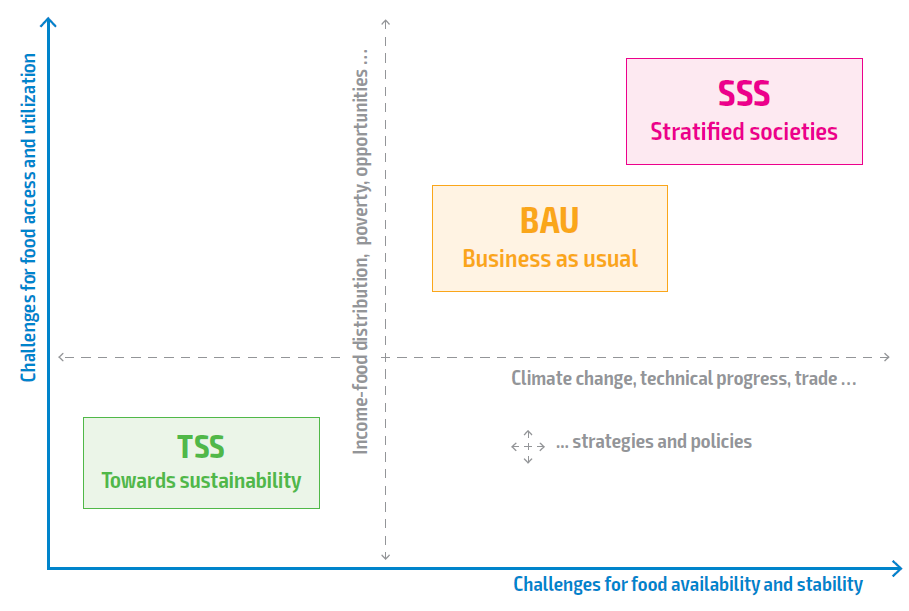 Challenges for food access and utilization
Income-food distribution, poverty, opportunities ...
SSS
Stratified societies
BAU
Business as usual
Climate change, technical progress, trade ...
TSS
Towards sustainability
... strategies and policies
Challenges for food availability and stability